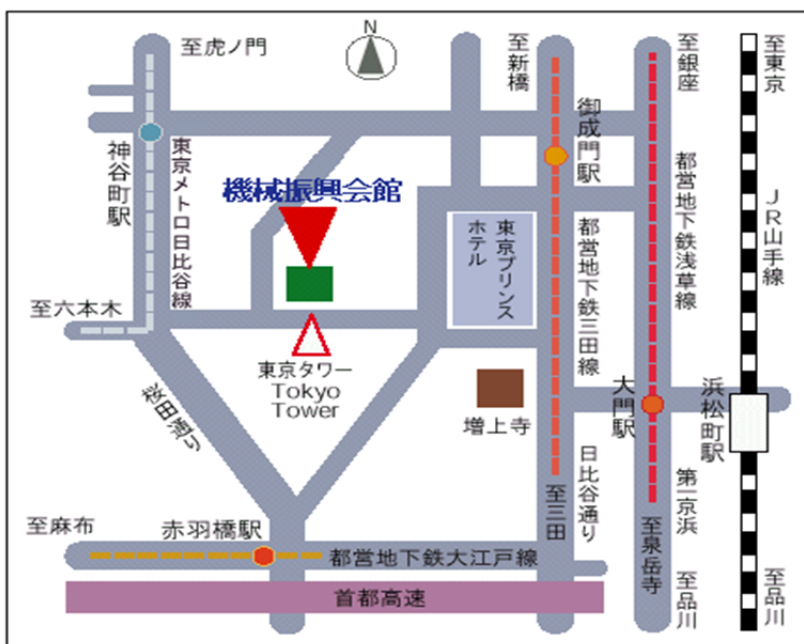 至虎ノ門
N
至新橋
至銀座
至東京
御成門駅
神谷町駅
東京メトロ日比谷線
機械振興会館
都営地下鉄浅草線
JR山手線
東京プリンス
ホテル
都営地下鉄三田線
至六本木
東京タワー
Tokyo
Tower
桜田通り
増上寺
大門駅
浜松町駅
日比谷通り
第一京浜
至三田
至泉岳寺
至品川
至品川
至麻布
赤羽橋駅
都営地下鉄大江戸線
首都高速